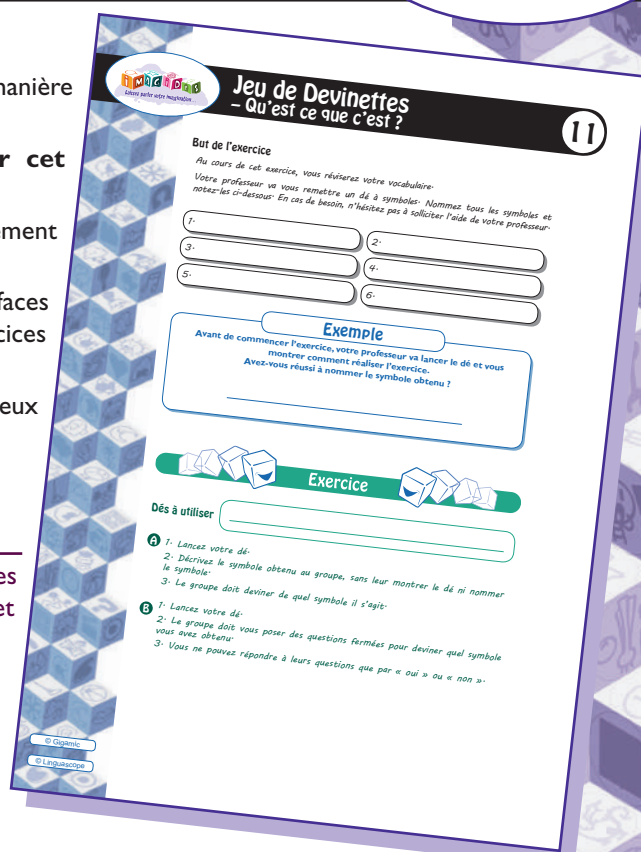 manière
r cet
ement
faces
cices
eux
es
et
iMAGiDéS
Laissez parler votre imagination
Jeu de Devinettes
– Qu'est ce que c'est ?
11
But de l'exercice
Au cours de cet exercice, vous réviserez votre vocabulaire.
Votre professeur va vous remettre un dé à symboles. Nommez tous les symboles et
notez-les ci-dessous. En cas de besoin, n'hésitez pas à solliciter l'aide de votre professeur.
1. 2.
3. 4.
5. 6.
Exemple
Avant de commencer l'exercice, votre professeur va lancer le dé et vous
montrer comment réaliser l'exercice.
Avez-vous réussi à nommer le symbole obtenu ?
Exercice
Dés à utiliser
A 1. Lancez votre dé.
2. Décrivez le symbole obtenu au groupe, sans leur montrer le dé ni nommer
le symbole.
3. Le groupe doit deviner de quel symbole il s'agit.
B 1. Lancez votre dé.
2. Le groupe doit vous poser des questions fermées pour deviner quel symbole
vous avez obtenu.
3. Vous ne pouvez répondre à leurs questions que par « oui » ou « non ».
© Gigamic
© Linguascope